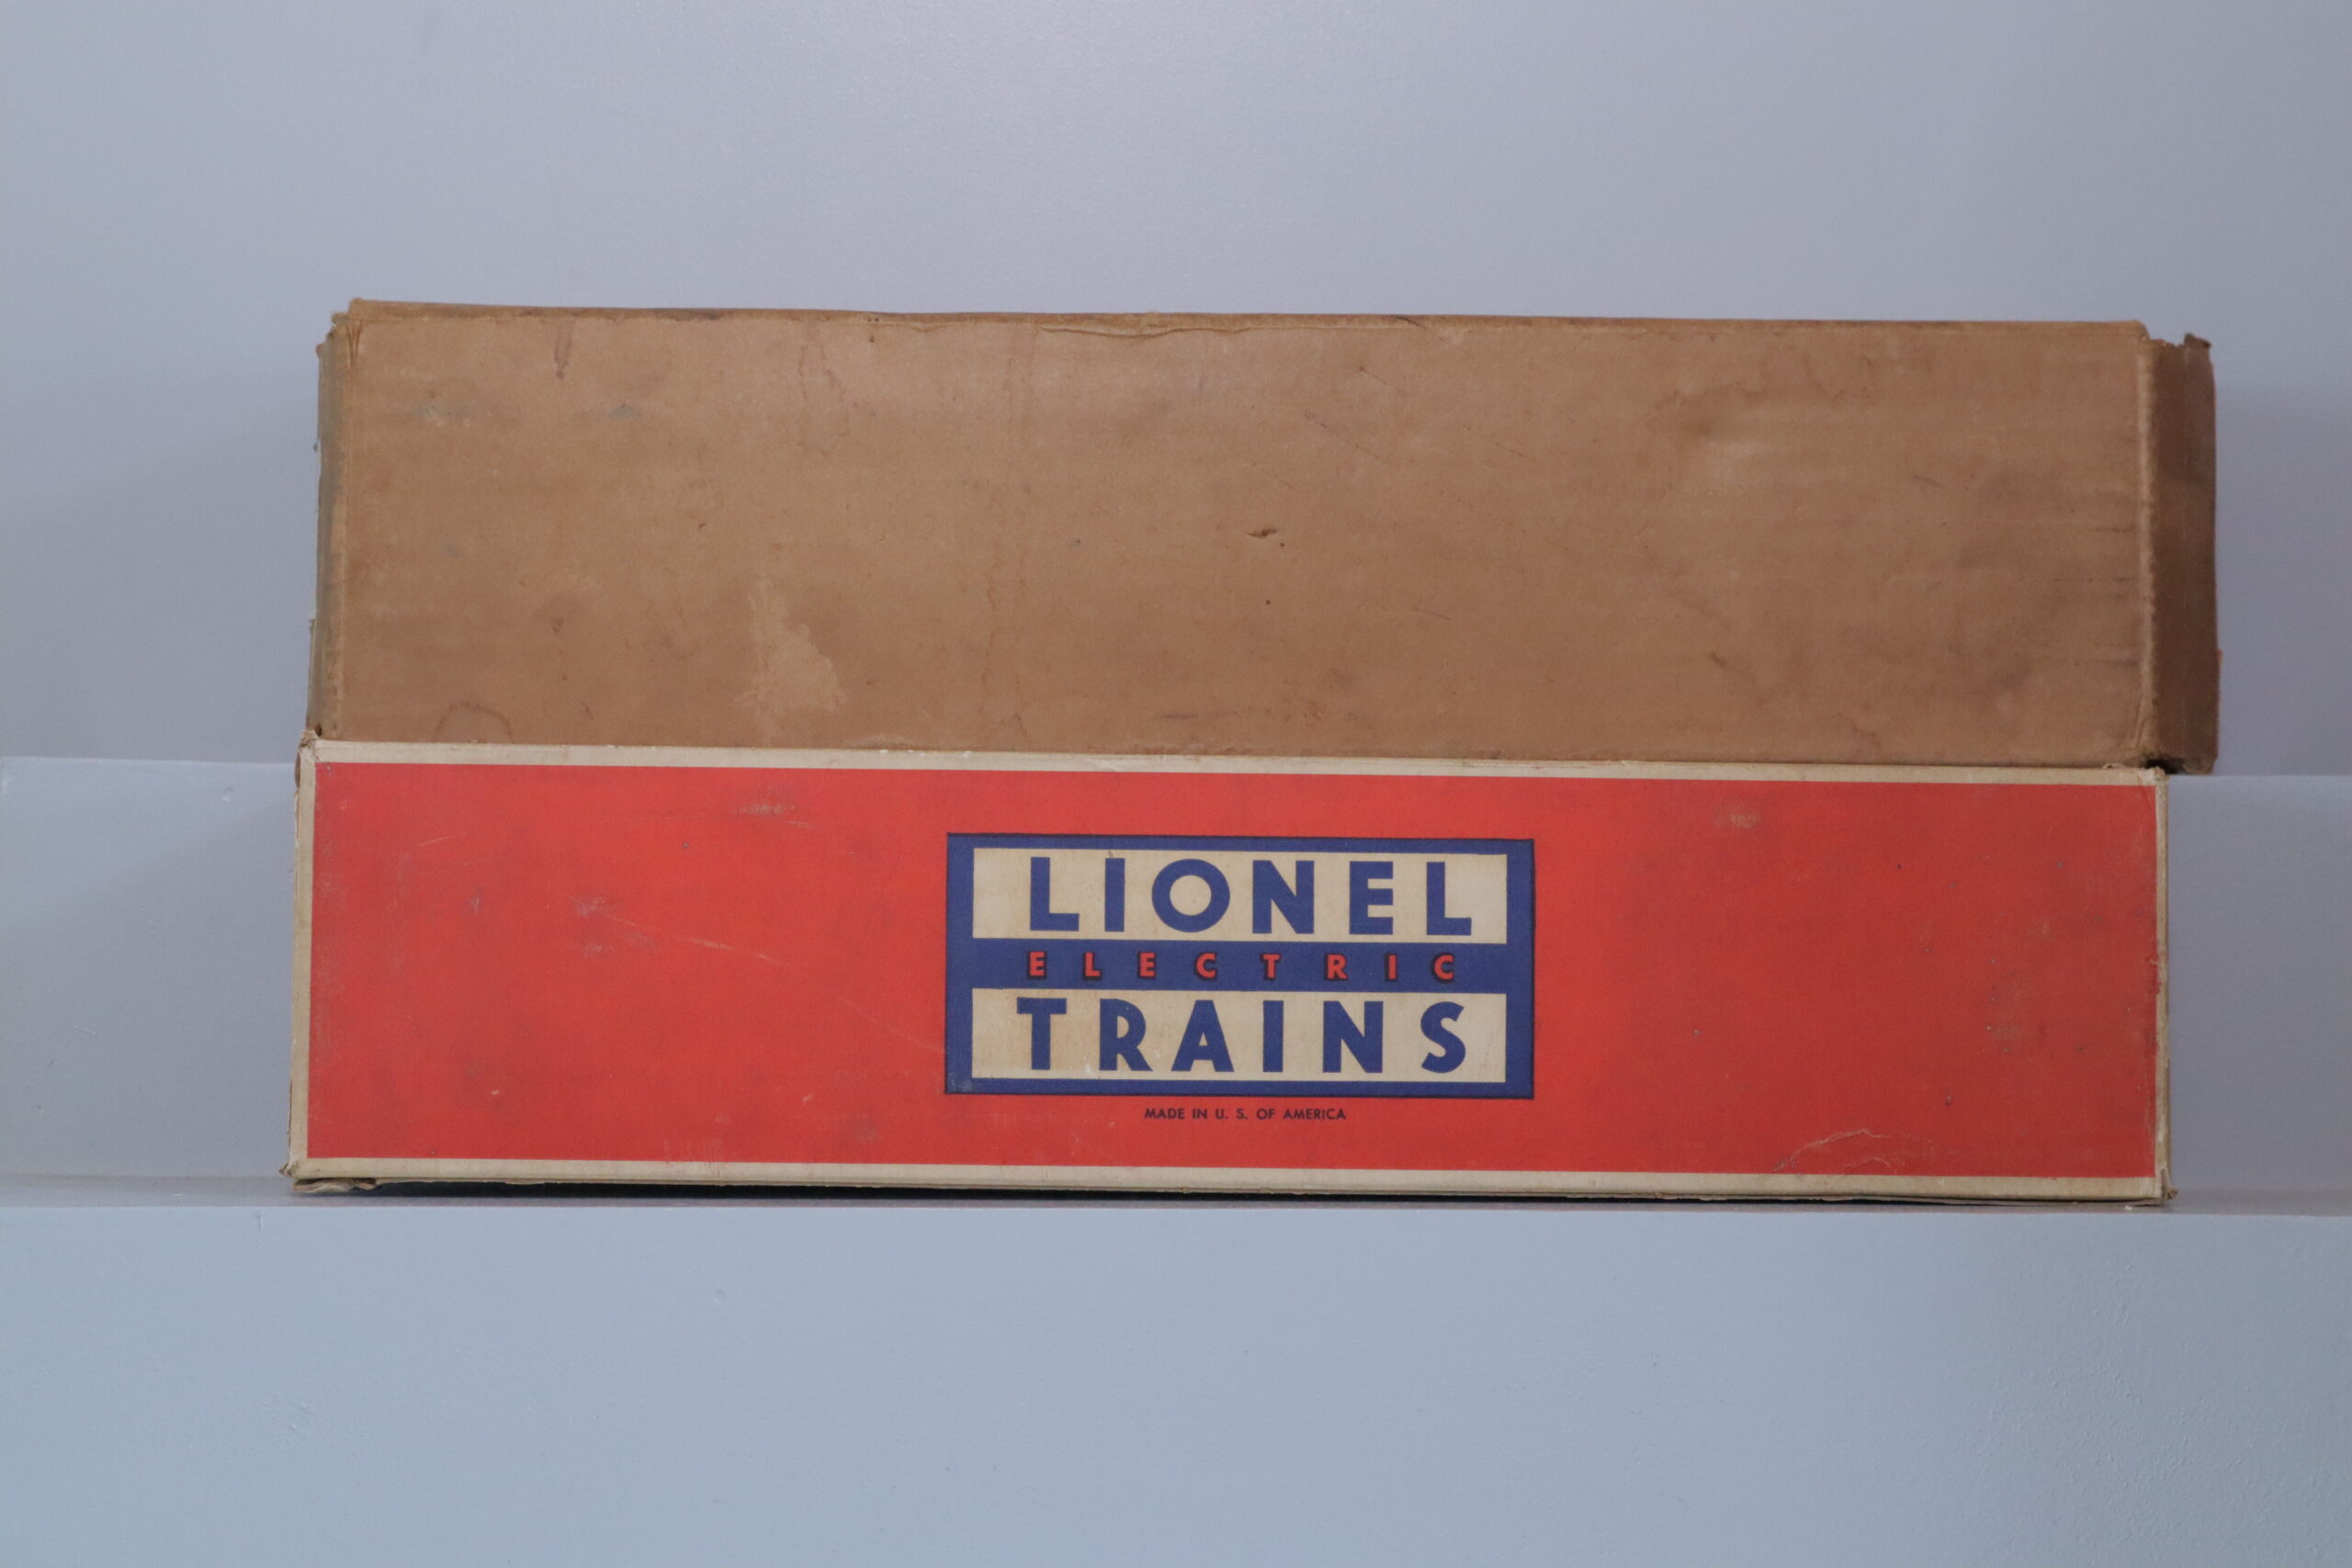 LIONEL
ELECTRIC
TRAINS
MADE IN U. S. OF AMERICA